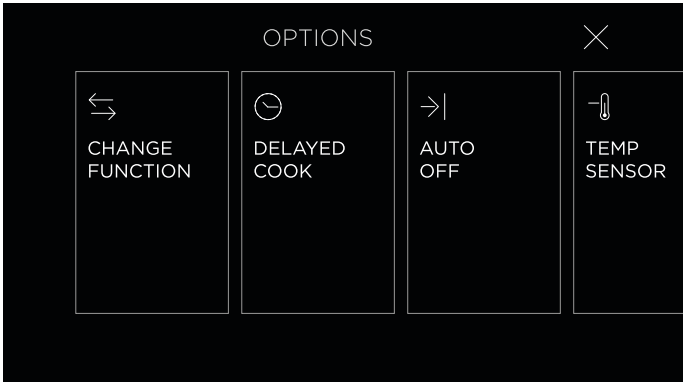 OPTIONS
CHANGE
FUNCTION
DELAYED
COOK
AUTO
OFF
TEMP
SENSOR